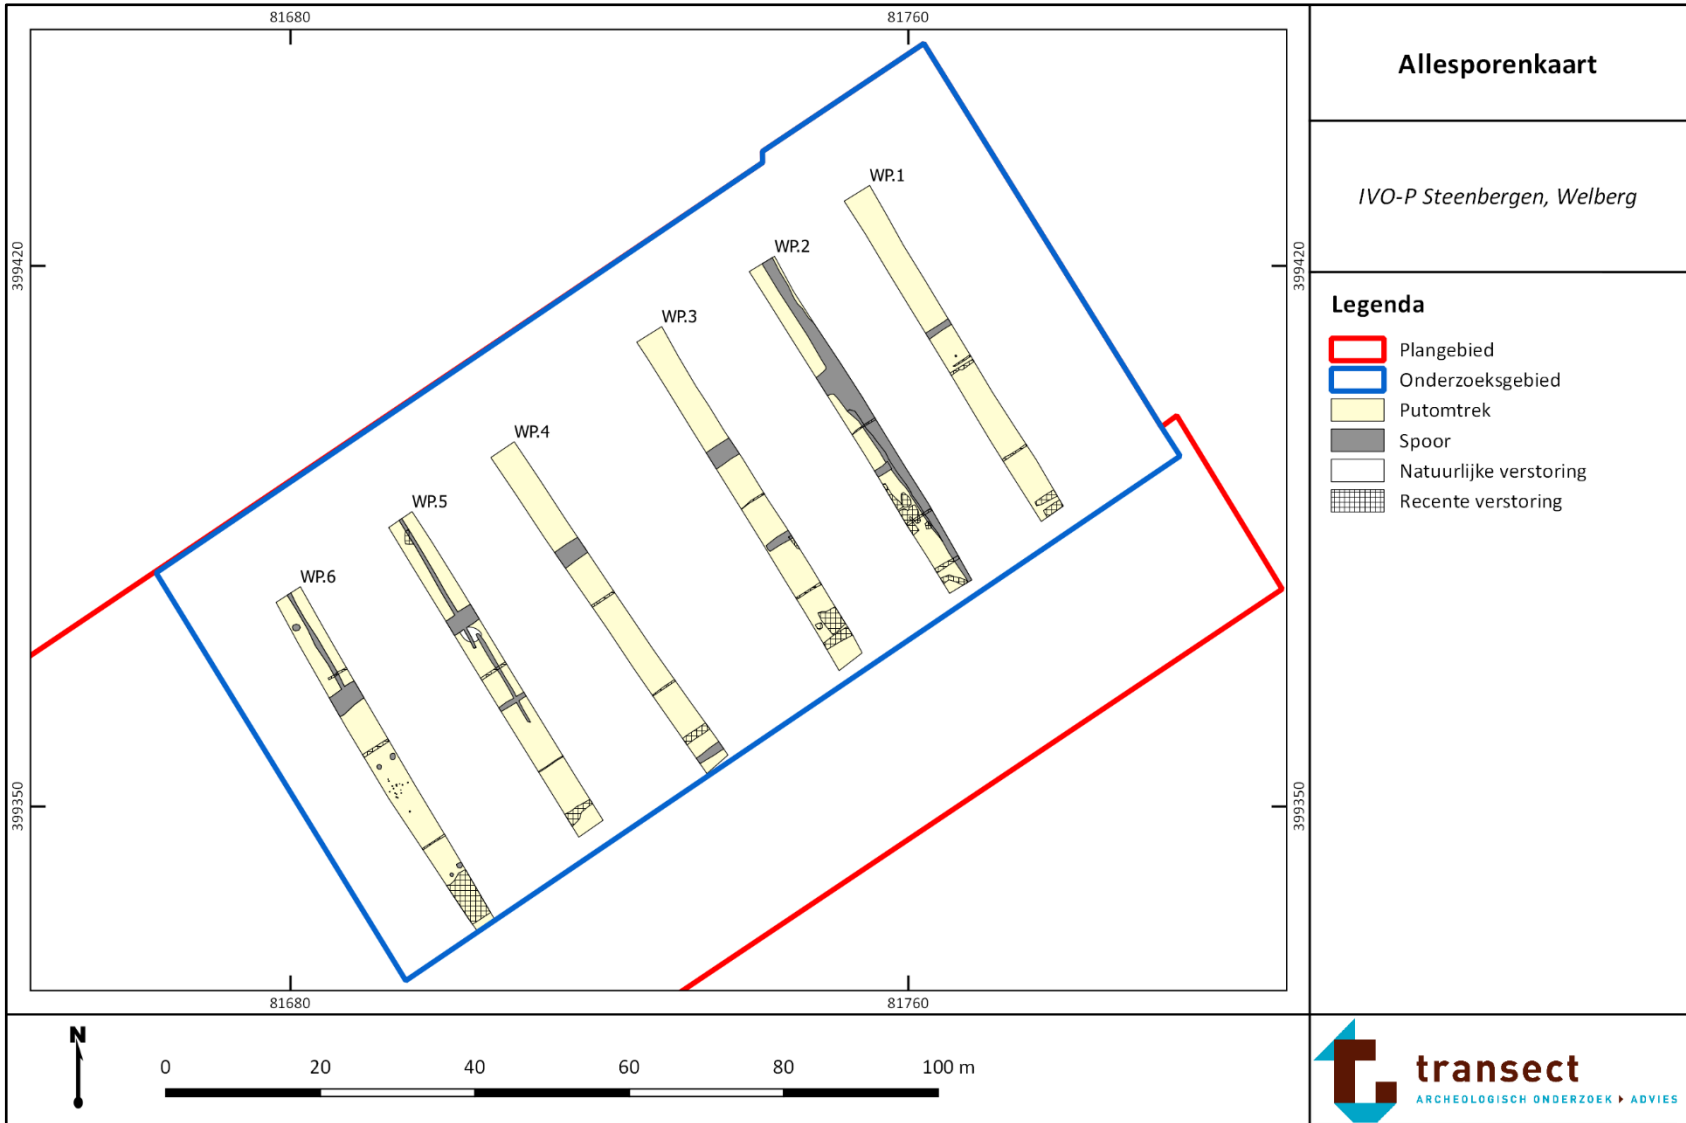 81680
81760
399420
399420
399350
399350
81680
81760
WP.1
WP.2
WP.3
WP.4
WP.5
WP.6
N
0 20 40 60 80 100 m
Allesporenkaart
IVO-P Steenbergen, Welberg
Legenda
Plangebied
Onderzoeksgebied
Putomtrek
Spoor
Natuurlijke verstoring
Recente verstoring
transect
ARCHEOLOGISCH ONDERZOEK ▸ ADVIES